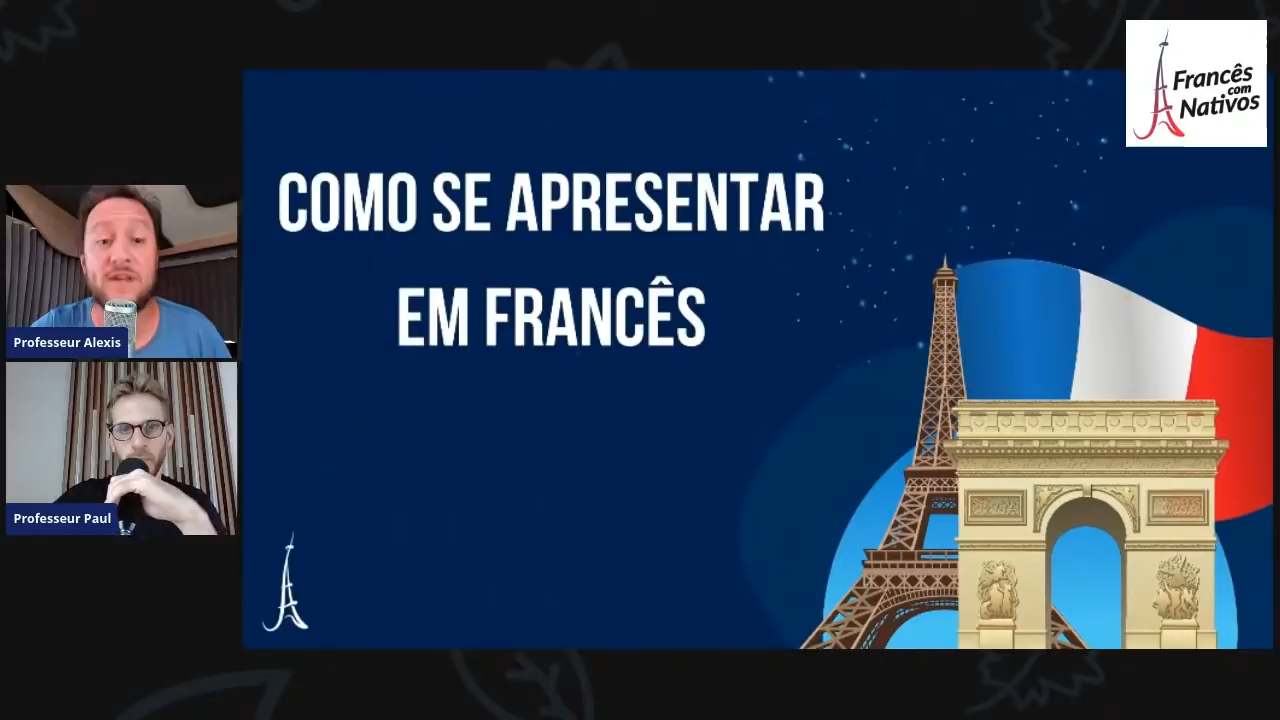 Francês
com
Nativos
COMO SE APRESENTAR
EM FRANCÊS
Professeur Alexis
Professeur Paul